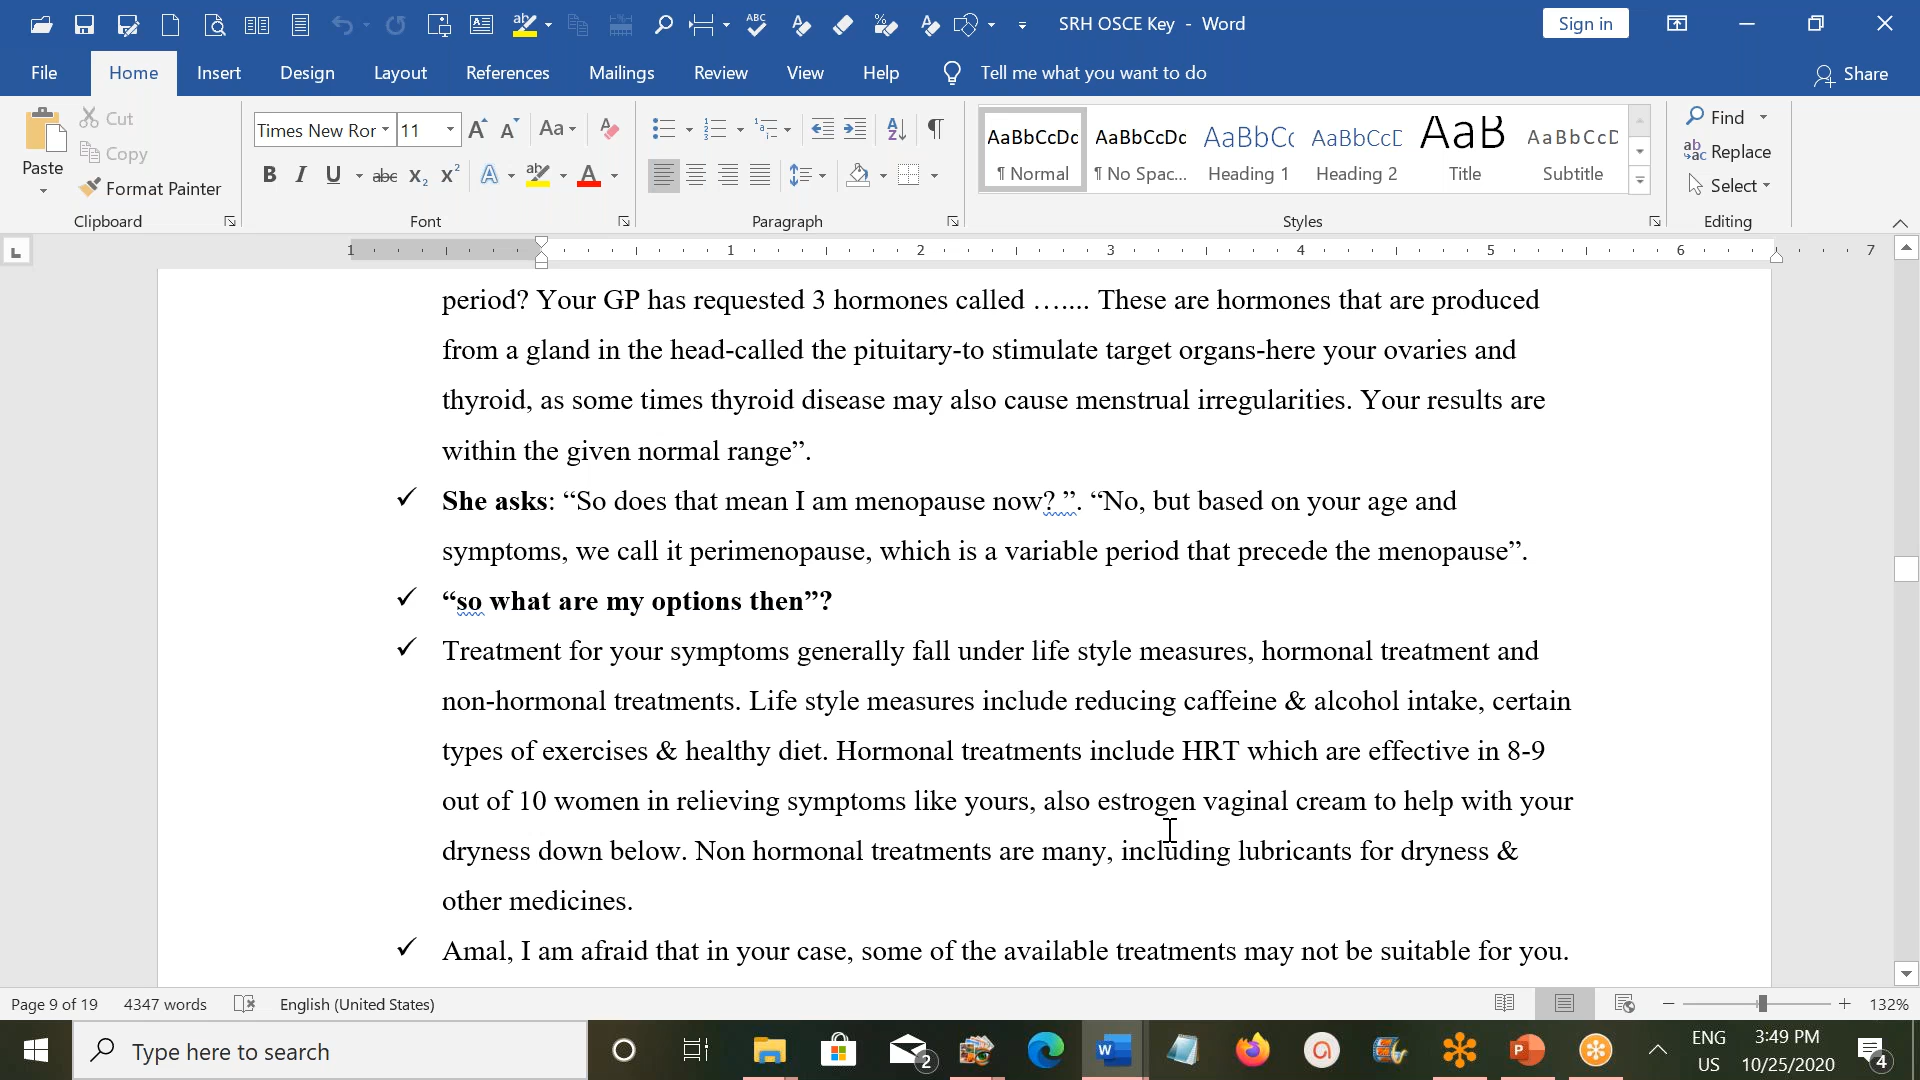 SRH OSCE Key - Word
Sign in
File Home Insert Design Layout References Mailings Review View Help Tell me what you want to do Share
Paste
Cut
Copy
Format Painter
Clipboard
Times New Ror 11
Font
Paragraph
AaBbCcDc AaBbCcDc AaBbCc AaBbCcE AaB AaBbCcD
¶ Normal ¶ No Spac... Heading 1 Heading 2 Title Subtitle
Styles
Find
Replace
Select
Editing
1 1 2 3 4 5 6 7
period? Your GP has requested 3 hormones called ….... These are hormones that are produced
from a gland in the head-called the pituitary-to stimulate target organs-here your ovaries and
thyroid, as some times thyroid disease may also cause menstrual irregularities. Your results are
within the given normal range”.
✓ She asks: “So does that mean I am menopause now? ”. “No, but based on your age and
symptoms, we call it perimenopause, which is a variable period that precede the menopause”.
✓ “so what are my options then”?
✓ Treatment for your symptoms generally fall under life style measures, hormonal treatment and
non-hormonal treatments. Life style measures include reducing caffeine & alcohol intake, certain
types of exercises & healthy diet. Hormonal treatments include HRT which are effective in 8-9
out of 10 women in relieving symptoms like yours, also estrogen vaginal cream to help with your
dryness down below. Non hormonal treatments are many, including lubricants for dryness &
other medicines.
✓ Amal, I am afraid that in your case, some of the available treatments may not be suitable for you.
Page 9 of 19 4347 words English (United States) 132%
Type here to search
2
ENG
US
3:49 PM
10/25/2020
4